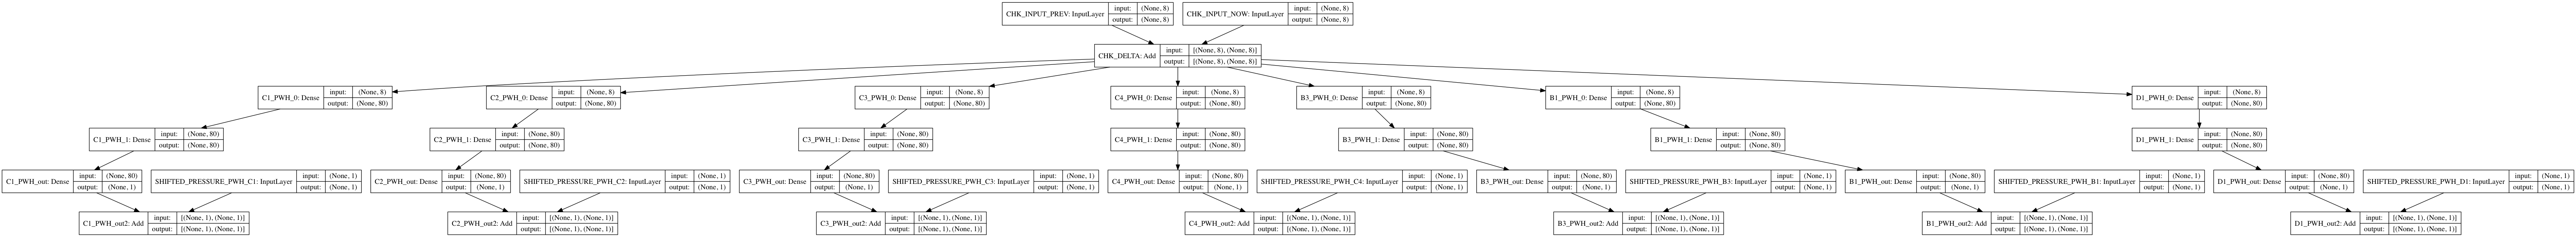 CHK_INPUT_PREV: InputLayer input: (None, 8) output: (None, 8)
CHK_INPUT_NOW: InputLayer input: (None, 8) output: (None, 8)
CHK_DELTA: Add input: [(None, 8), (None, 8)] output: [(None, 8), (None, 8)]
C1_PWH_0: Dense input: (None, 8) output: (None, 80)
C2_PWH_0: Dense input: (None, 8) output: (None, 80)
C3_PWH_0: Dense input: (None, 8) output: (None, 80)
C4_PWH_0: Dense input: (None, 8) output: (None, 80)
B3_PWH_0: Dense input: (None, 8) output: (None, 80)
B1_PWH_0: Dense input: (None, 8) output: (None, 80)
D1_PWH_0: Dense input: (None, 8) output: (None, 80)
C1_PWH_1: Dense input: (None, 80) output: (None, 80)
C2_PWH_1: Dense input: (None, 80) output: (None, 80)
C3_PWH_1: Dense input: (None, 80) output: (None, 80)
C4_PWH_1: Dense input: (None, 80) output: (None, 80)
B3_PWH_1: Dense input: (None, 80) output: (None, 80)
B1_PWH_1: Dense input: (None, 80) output: (None, 80)
D1_PWH_1: Dense input: (None, 80) output: (None, 80)
C1_PWH_out: Dense input: (None, 80) output: (None, 1)
SHIFTED_PRESSURE_PWH_C1: InputLayer input: (None, 1) output: (None, 1)
C2_PWH_out: Dense input: (None, 80) output: (None, 1)
SHIFTED_PRESSURE_PWH_C2: InputLayer input: (None, 1) output: (None, 1)
C3_PWH_out: Dense input: (None, 80) output: (None, 1)
SHIFTED_PRESSURE_PWH_C3: InputLayer input: (None, 1) output: (None, 1)
C4_PWH_out: Dense input: (None, 80) output: (None, 1)
SHIFTED_PRESSURE_PWH_C4: InputLayer input: (None, 1) output: (None, 1)
B3_PWH_out: Dense input: (None, 80) output: (None, 1)
SHIFTED_PRESSURE_PWH_B3: InputLayer input: (None, 1) output: (None, 1)
B1_PWH_out: Dense input: (None, 80) output: (None, 1)
SHIFTED_PRESSURE_PWH_B1: InputLayer input: (None, 1) output: (None, 1)
D1_PWH_out: Dense input: (None, 80) output: (None, 1)
SHIFTED_PRESSURE_PWH_D1: InputLayer input: (None, 1) output: (None, 1)
C1_PWH_out2: Add input: [(None, 1), (None, 1)] output: [(None, 1), (None, 1)]
C2_PWH_out2: Add input: [(None, 1), (None, 1)] output: [(None, 1), (None, 1)]
C3_PWH_out2: Add input: [(None, 1), (None, 1)] output: [(None, 1), (None, 1)]
C4_PWH_out2: Add input: [(None, 1), (None, 1)] output: [(None, 1), (None, 1)]
B3_PWH_out2: Add input: [(None, 1), (None, 1)] output: [(None, 1), (None, 1)]
B1_PWH_out2: Add input: [(None, 1), (None, 1)] output: [(None, 1), (None, 1)]
D1_PWH_out2: Add input: [(None, 1), (None, 1)] output: [(None, 1), (None, 1)]